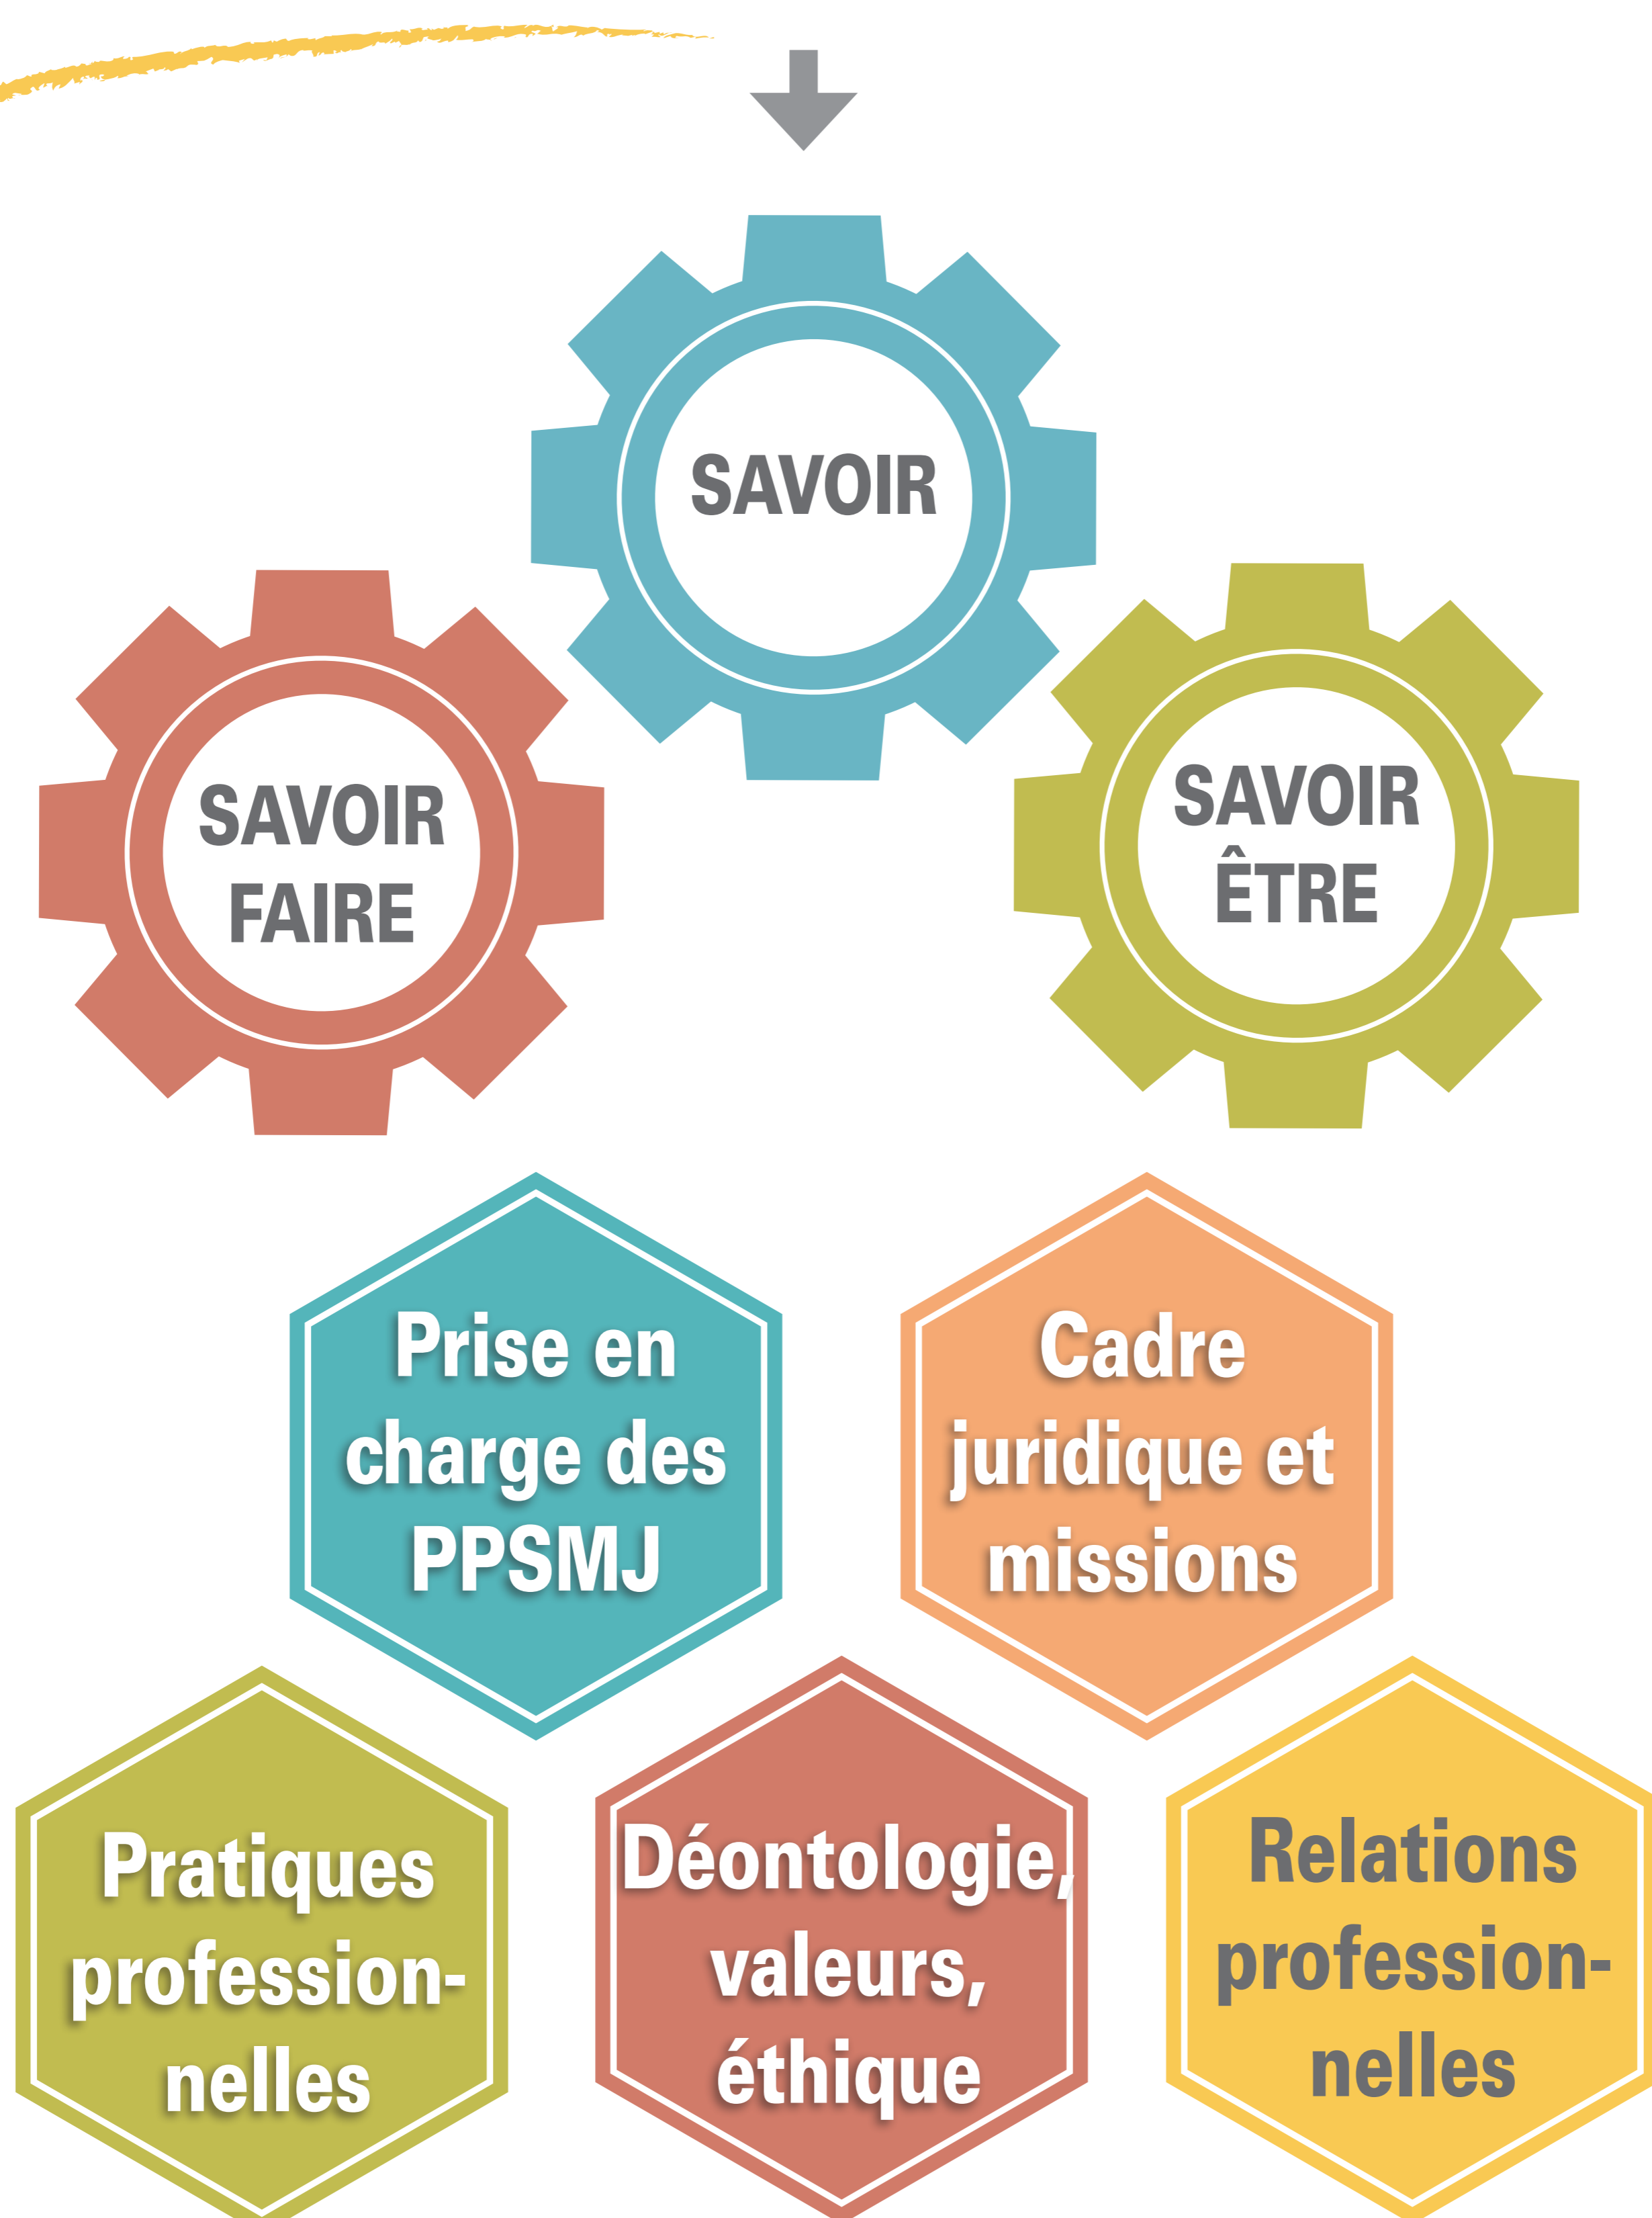 SAVOIR
SAVOIR
FAIRE
SAVOIR
ÊTRE
Prise en
charge des
PPSMJ
Cadre
juridique et
missions
Pratiques
profession-
nelles
Déontologie,
valeurs,
éthique
Relations
profession-
nelles